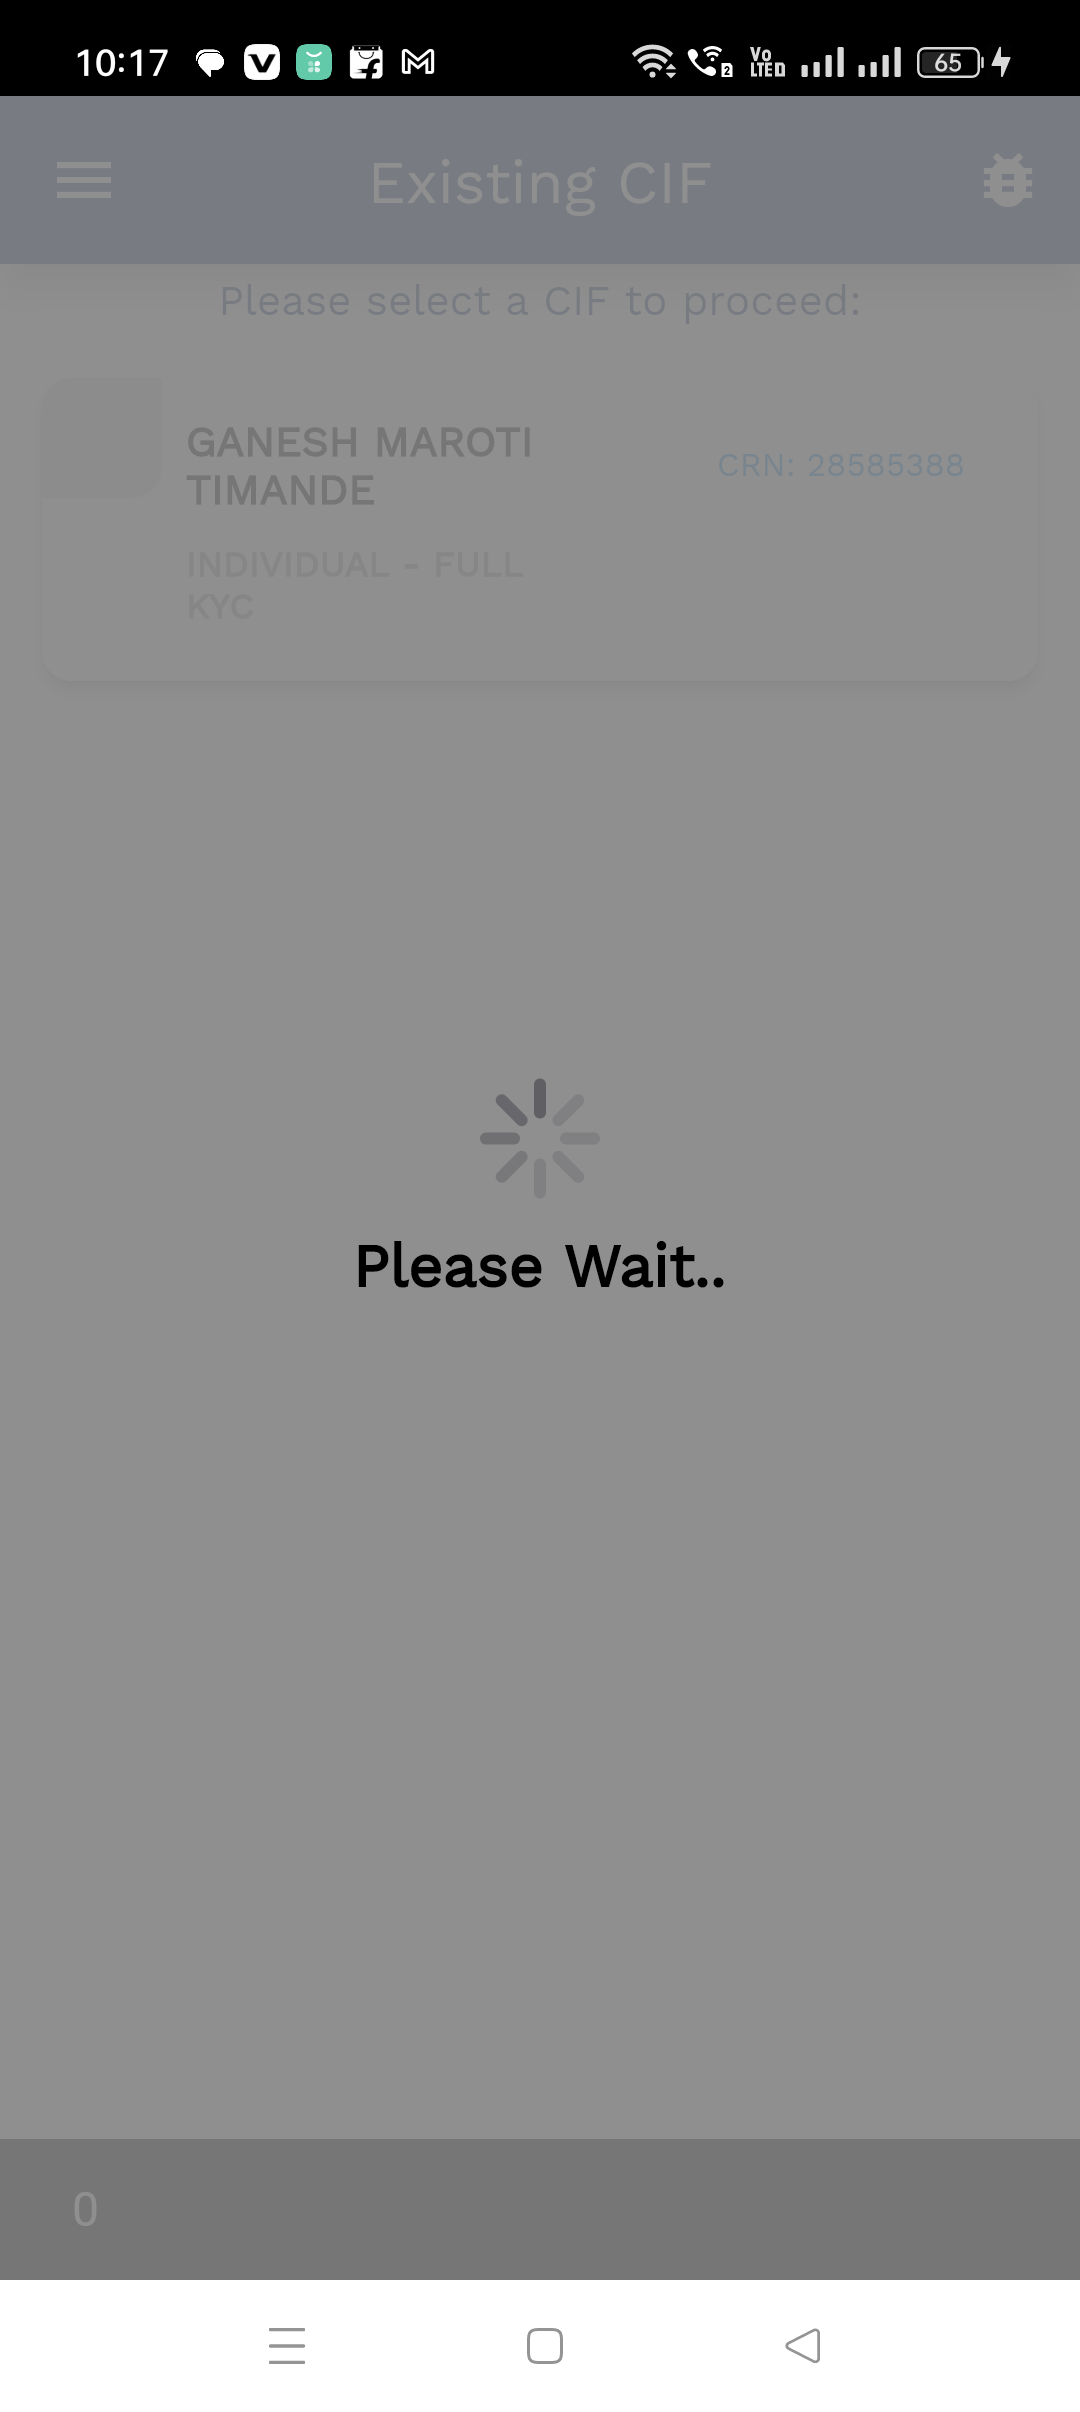 10:17
VO
LTE D
2
65
Existing CIF
Please select a CIF to proceed:
GANESH MAROTI
TIMANDE
CRN: 28585388
INDIVIDUAL - FULL
KYC
Please Wait..
0